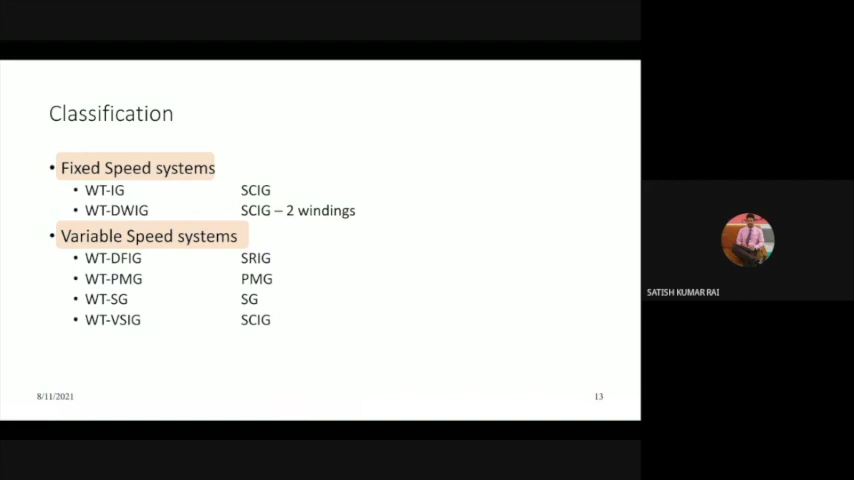 Classification
• Fixed Speed systems
• WT-IG SCIG
• WT-DWIG SCIG – 2 windings
• Variable Speed systems
• WT-DFIG SRIG
• WT-PMG PMG
• WT-SG SG
• WT-VSIG SCIG
8/11/2021 13
SATISH KUMAR RAI